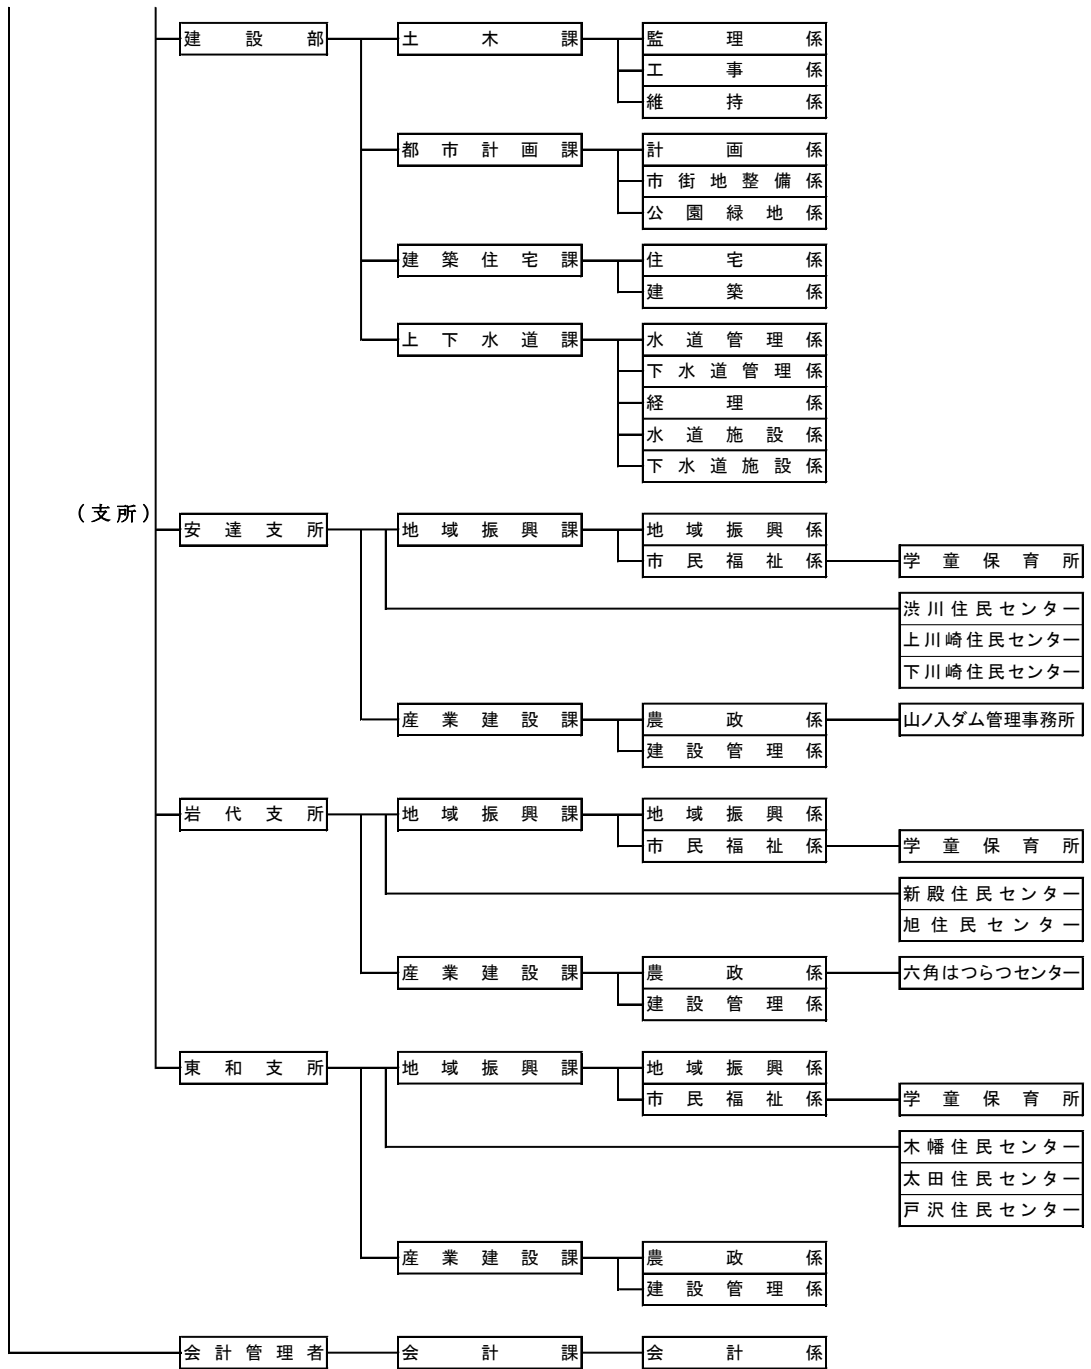 建設部 土木課 監理係
工事係
維持係
都市計画課 計画係
市街地整備係
公園緑地係
建築住宅課 住宅係
建築係
上下水道課 水道管理係
下水道管理係
経理係
水道施設係
下水道施設係
(支所)
安達支所 地域振興課 地域振興係
市民福祉係 学童保育所
渋川住民センター
上川崎住民センター
下川崎住民センター
産業建設課 農政係 山ノ入ダム管理事務所
建設管理係
岩代支所 地域振興課 地域振興係
市民福祉係 学童保育所
新殿住民センター
旭住民センター
産業建設課 農政係 六角はつらつセンター
建設管理係
東和支所 地域振興課 地域振興係
市民福祉係 学童保育所
木幡住民センター
太田住民センター
戸沢住民センター
産業建設課 農政係
建設管理係
会計管理者 会計課 会計係